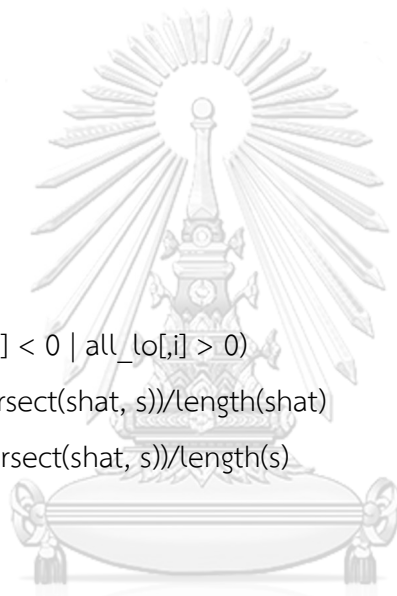 ] < 0 | all_lo[,i] > 0)
rsect(shat, s))/length(shat)
rsect(shat, s))/length(s)